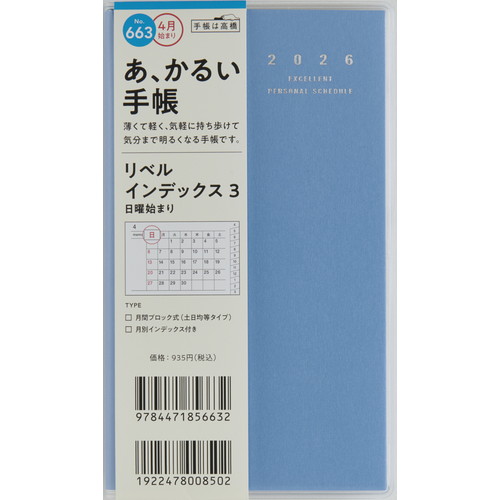 No.
663
4月
始まり
手帳は高橋
あ、かるい
手帳
薄くて軽く、気軽に持ち歩けて
気分まで明るくなる手帳です。
リベル
インデックス 3
日曜始まり
TYPE
□ 月間ブロック式（土日均等タイプ）
□ 月別インデックス付き
価格：935円（税込）
9784471856632
1922478008502
2026
EXCELLENT
PERSONAL SCHEDULE